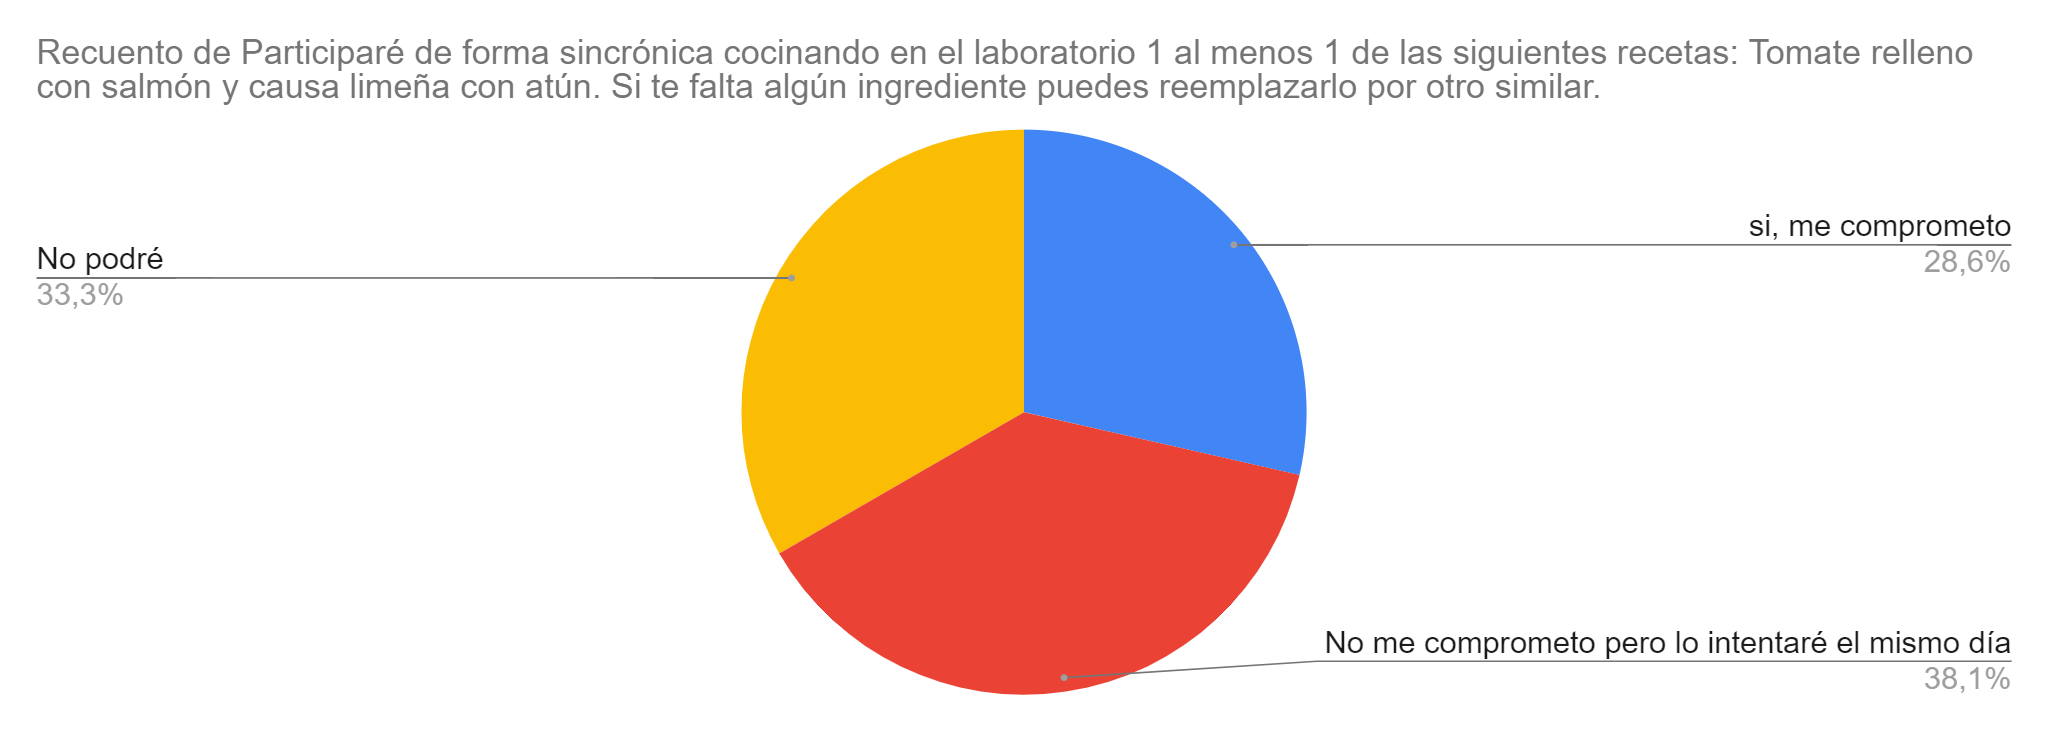 Recuento de Participaré de forma sincrónica cocinando en el laboratorio 1 al menos 1 de las siguientes recetas: Tomate relleno
con salmón y causa limeña con atún. Si te falta algún ingrediente puedes reemplazarlo por otro similar.
si, me comprometo
28,6%
No podré
33,3%
No me comprometo pero lo intentaré el mismo día
38,1%